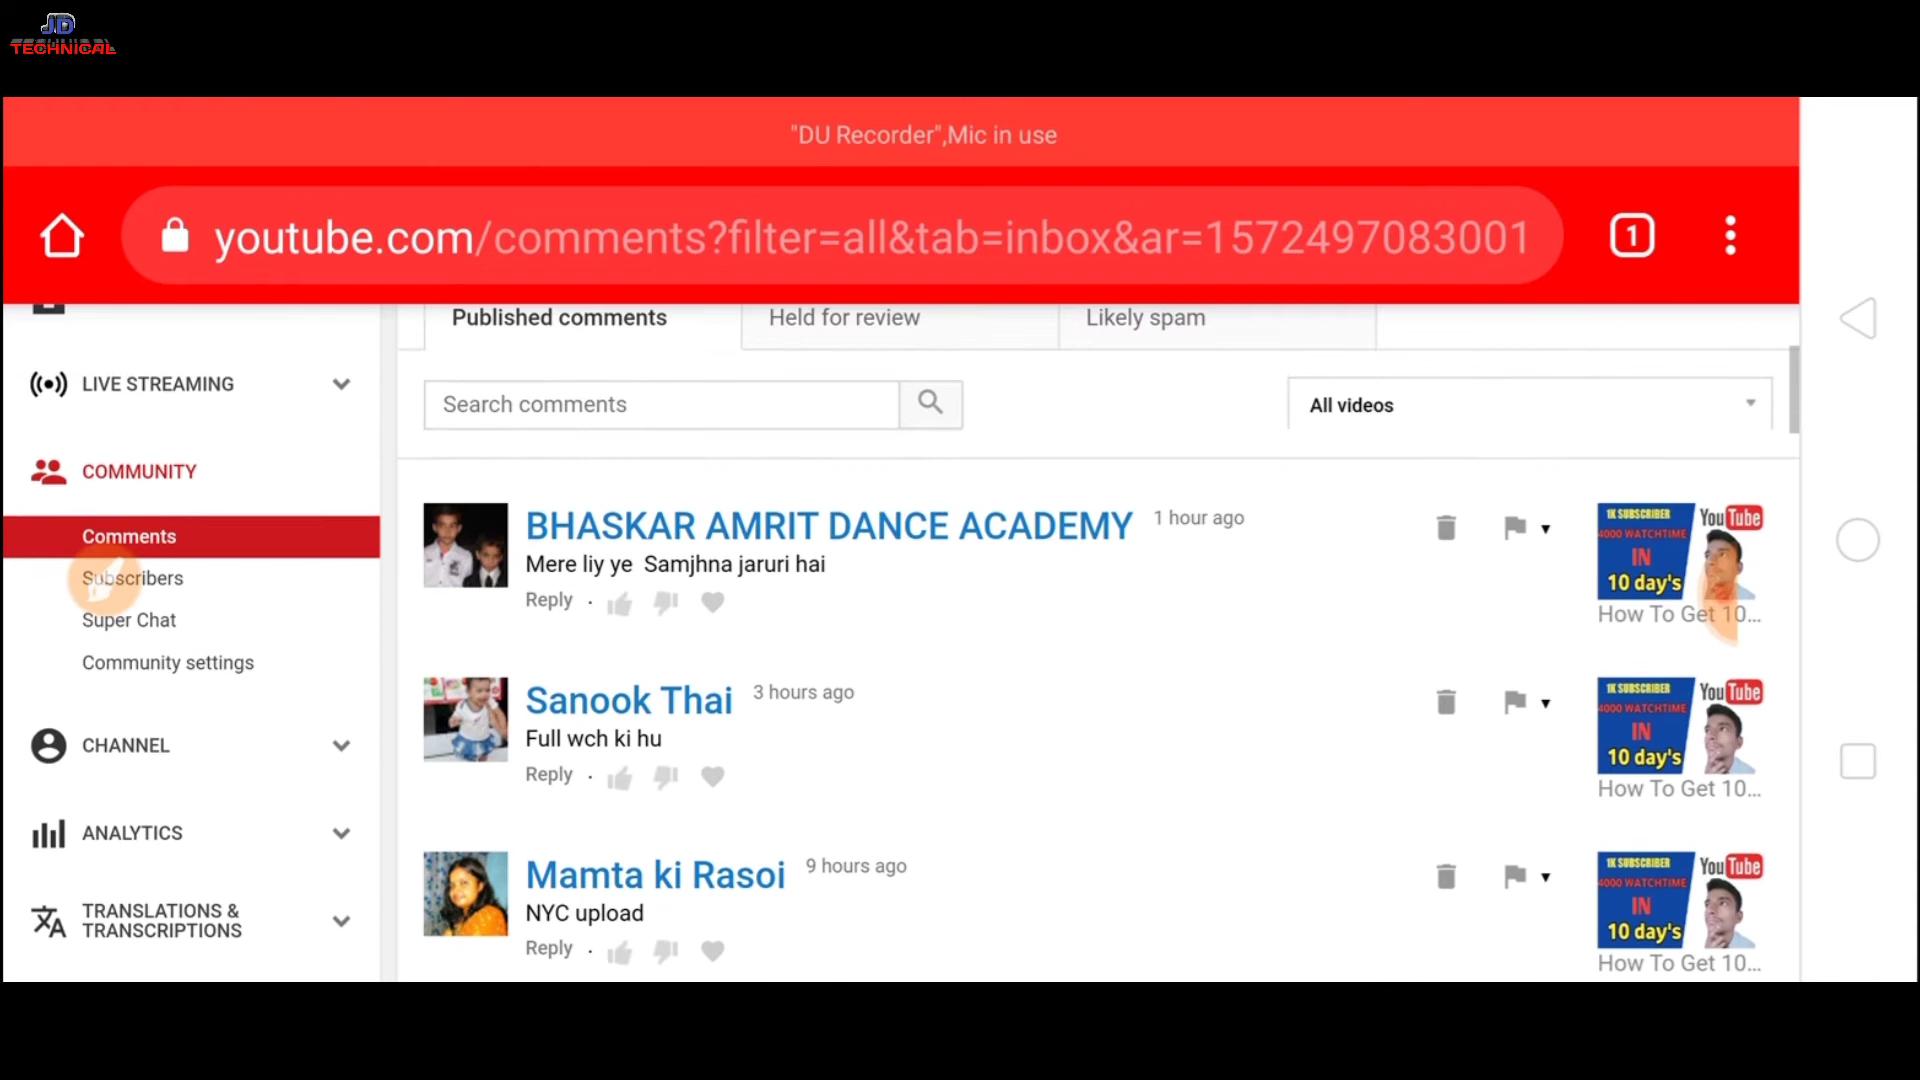 JD
TECHNICAL
"DU Recorder",Mic in use
youtube.com/comments?filter=all&tab=inbox&ar=1572497083001
1
Published comments
Held for review
Likely spam
LIVE STREAMING
Search comments
All videos
COMMUNITY
Comments
Subscribers
Super Chat
Community settings
CHANNEL
ANALYTICS
TRANSLATIONS &
TRANSCRIPTIONS
BHASKAR AMRIT DANCE ACADEMY 1 hour ago
Mere liy ye Samjhna jaruri hai
Reply ·
1K SUBSCRIBER
4000 WATCHTIME
IN
10 day's
YouTube
How To Get 10...
Sanook Thai 3 hours ago
Full wch ki hu
Reply ·
1K SUBSCRIBER
4000 WATCHTIME
IN
10 day's
YouTube
How To Get 10...
Mamta ki Rasoi 9 hours ago
NYC upload
Reply ·
1K SUBSCRIBER
4000 WATCHTIME
IN
10 day's
YouTube
How To Get 10...